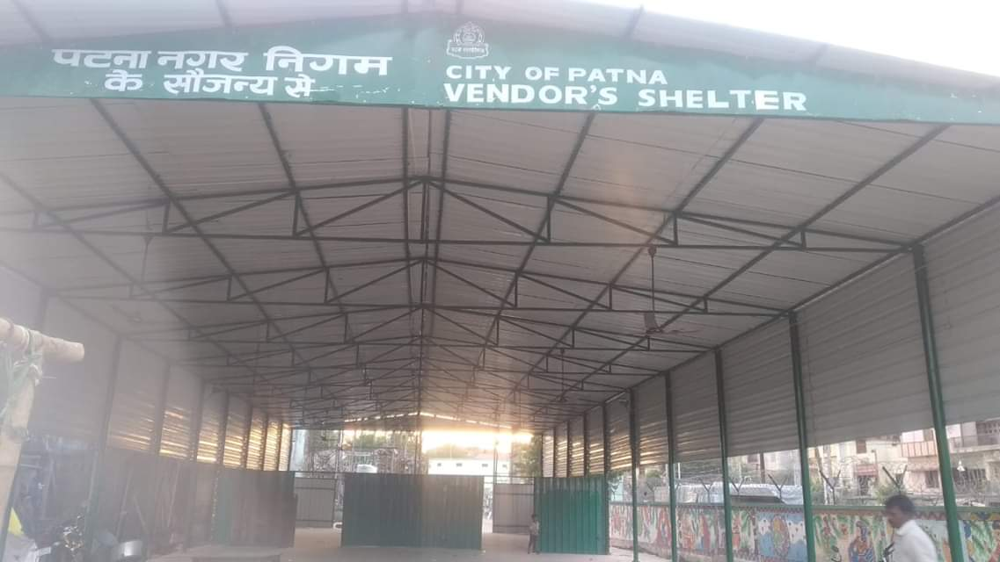 पटना नगर निगम
के सौजन्य से
CITY OF PATNA
VENDOR'S SHELTER